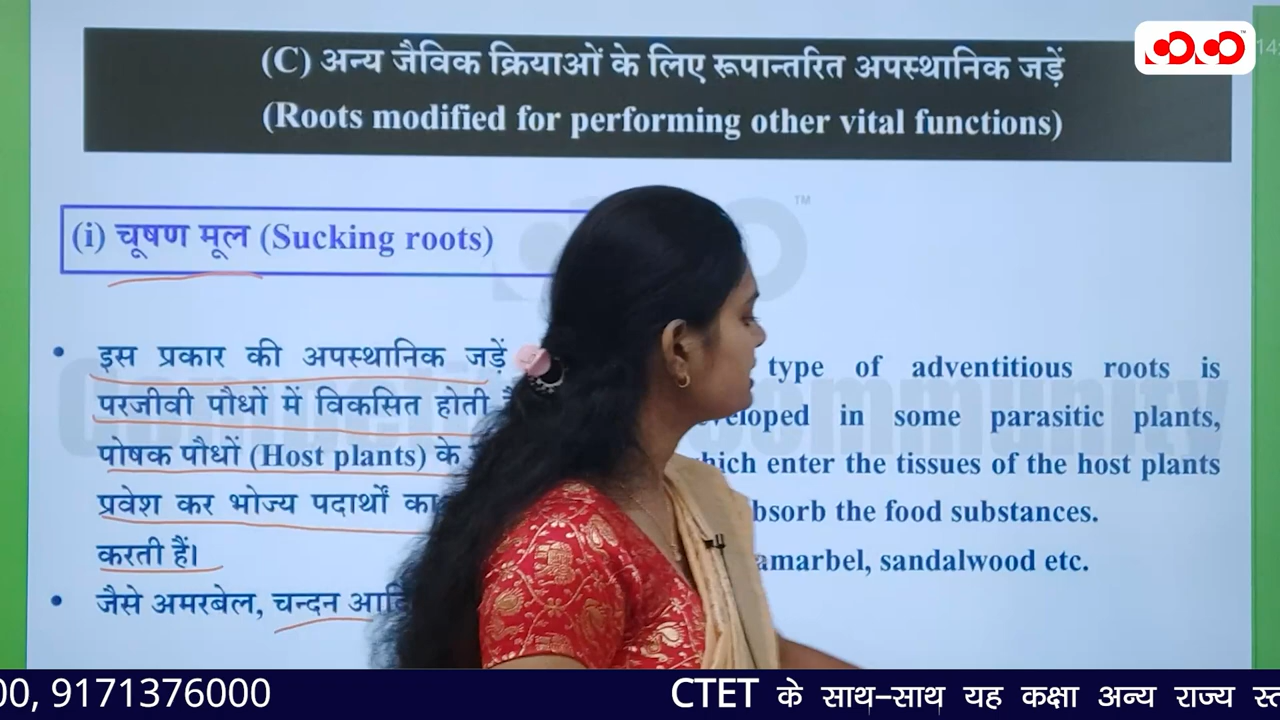 (C) अन्य जैविक क्रियाओं के लिए रूपान्तरित अपस्थानिक जड़ें
(Roots modified for performing other vital functions)
(i) चूषण मूल (Sucking roots)
इस प्रकार की अपस्थानिक जड़ें
परजीवी पौधों में विकसित होती
पोषक पौधों (Host plants) के
प्रवेश कर भोज्य पदार्थों का
करती हैं।
जैसे अमरबेल, चन्दन आदि
type of adventitious roots is
in some parasitic plants,
enter the tissues of the host plants
the food substances.
amarbel, sandalwood etc.
00, 9171376000
CTET के साथ-साथ यह कक्षा अन्य राज्य